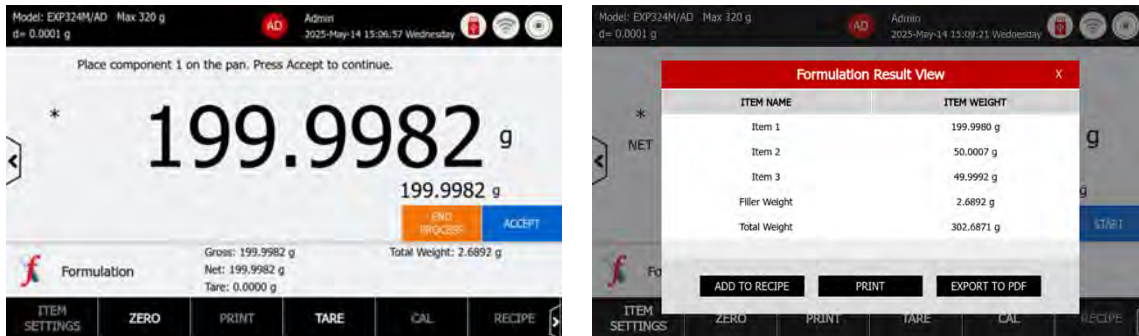 Model: EXP324M/AD Max 320 g
d= 0.0001 g
AD
Admin
2025-May-14 15:06:57 Wednesday
Place component 1 on the pan. Press Accept to continue.
*
199.9982 g
199.9982 g
END PROCESS
ACCEPT
Formulation
Gross: 199.9982 g
Net: 199.9982 g
Tare: 0.0000 g
Total Weight: 2.6892 g
ITEM SETTINGS
ZERO
PRINT
TARE
CAL
RECIPE
Model: EXP324M/AD Max 320 g
d= 0.0001 g
AD
Admin
2025-May-14 15:09:21 Wednesday
Formulation Result View X
ITEM NAME ITEM WEIGHT
Item 1 199.9980 g
Item 2 50.0007 g
Item 3 49.9992 g
Filler Weight 2.6892 g
Total Weight 302.6871 g
ADD TO RECIPE PRINT EXPORT TO PDF
*
NET
g
g
START
Fo
ITEM SETTINGS
ZERO
PRINT
TARE
CAL
RECIPE